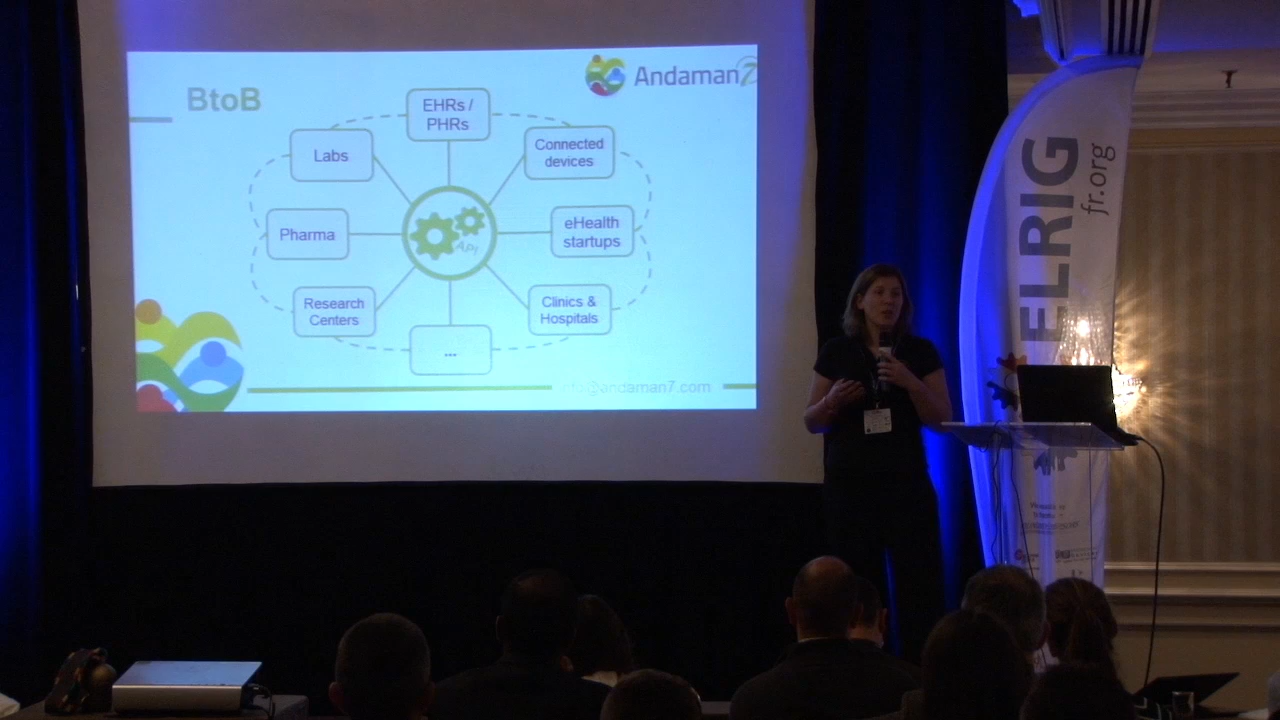 BtoB
Andaman7
EHRs /
PHRs
Labs
Connected
devices
Pharma
API
eHealth
startups
Research
Centers
Clinics &
Hospitals
...
@andaman7.com
ELRIG
fr.org